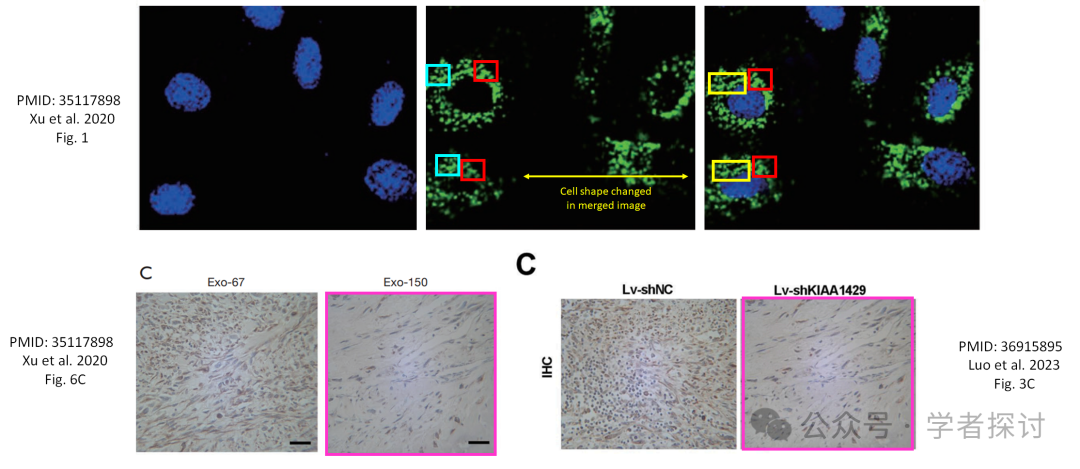 PMID: 35117898
Xu et al. 2020
Fig. 1
Cell shape changed
in merged image
C
Exo-67
Exo-150
PMID: 35117898
Xu et al. 2020
Fig. 6C
C
Lv-shNC
Lv-shKIAA1429
IHC
PMID: 36915895
Luo et al. 2023
Fig. 3C
公众号 学者探讨